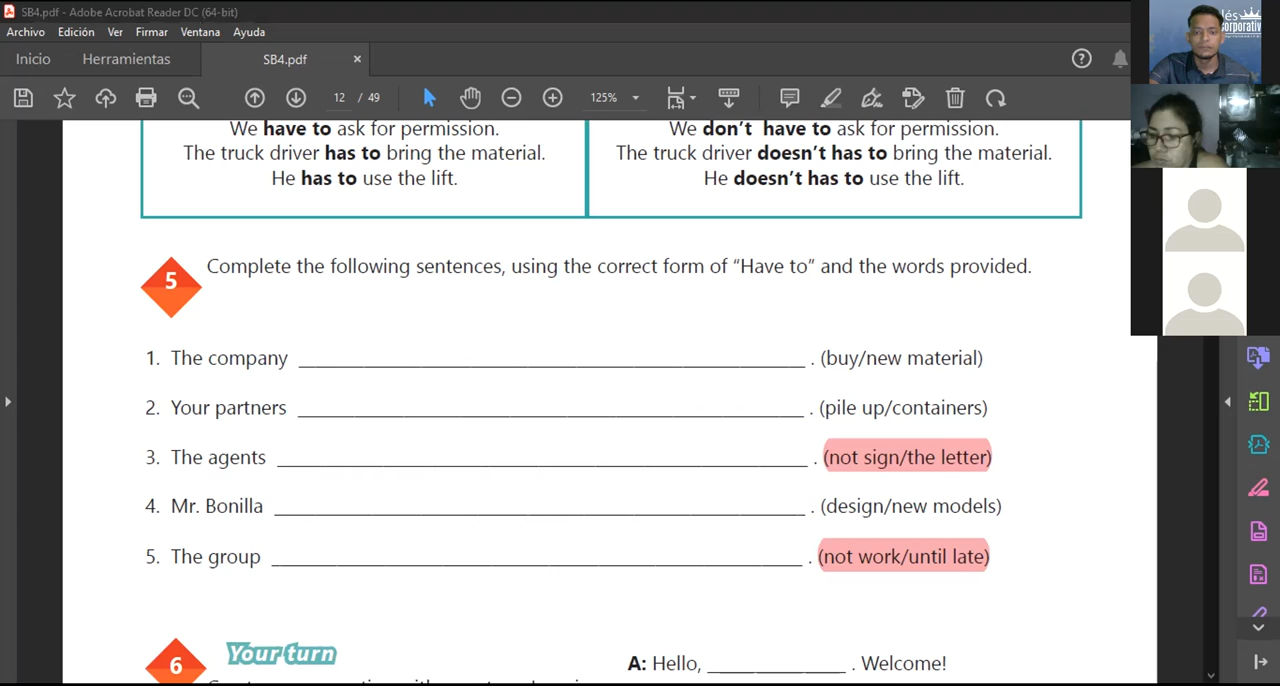 SB4.pdf - Adobe Acrobat Reader DC (64-bit)
Archivo Edición Ver Firmar Ventana Ayuda
Inicio Herramientas SB4.pdf ×
12 / 49 125%
We have to ask for permission.
The truck driver has to bring the material.
He has to use the lift.
We don't have to ask for permission.
The truck driver doesn't has to bring the material.
He doesn't has to use the lift.
5 Complete the following sentences, using the correct form of “Have to” and the words provided.
1. The company ______ . (buy/new material)
2. Your partners ______ . (pile up/containers)
3. The agents ______ . (not sign/the letter)
4. Mr. Bonilla ______ . (design/new models)
5. The group ______ . (not work/until late)
6 Your turn
A: Hello, ______ . Welcome!